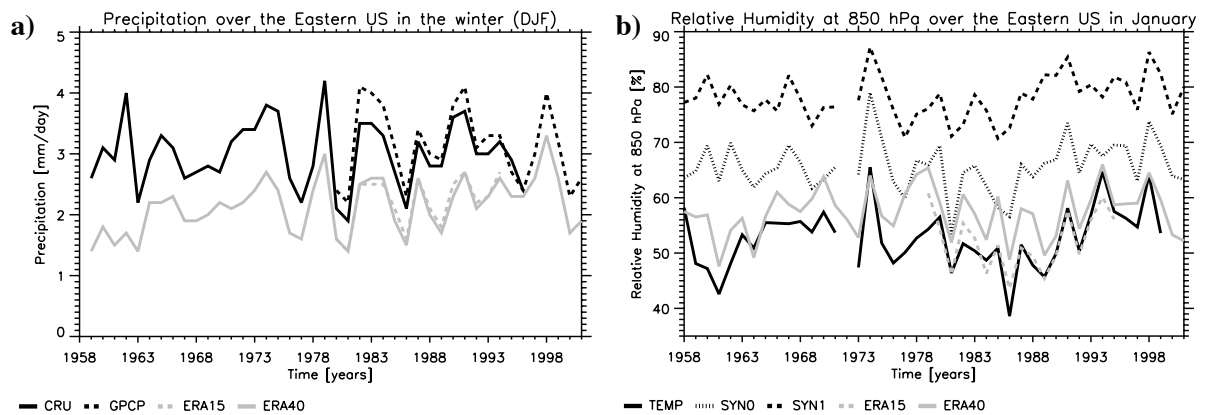 a)
Precipitation over the Eastern US in the winter (DJF)
Precipitation [mm/day]
5
4
3
2
1
0
1958 1963 1968 1973 1978 1983 1988 1993 1998
Time [years]
CRU GPCP ERA15 ERA40
b)
Relative Humidity at 850 hPa over the Eastern US in January
Relative Humidity at 850 hPa [%]
90
80
70
60
50
40
1958 1963 1968 1973 1978 1983 1988 1993 1998
Time [years]
TEMP SYN0 SYN1 ERA15 ERA40